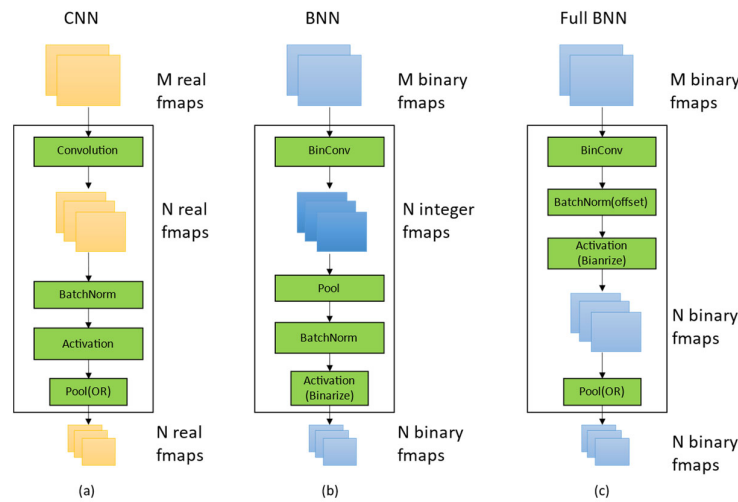 CNN
M real
fmaps
Convolution
N real
fmaps
BatchNorm
Activation
Pool(OR)
N real
fmaps
(a)
BNN
M binary
fmaps
BinConv
N integer
fmaps
Pool
BatchNorm
Activation
(Binarize)
N binary
fmaps
(b)
Full BNN
M binary
fmaps
BinConv
BatchNorm(offset)
Activation
(Bianrize)
N binary
fmaps
Pool(OR)
N binary
fmaps
(c)